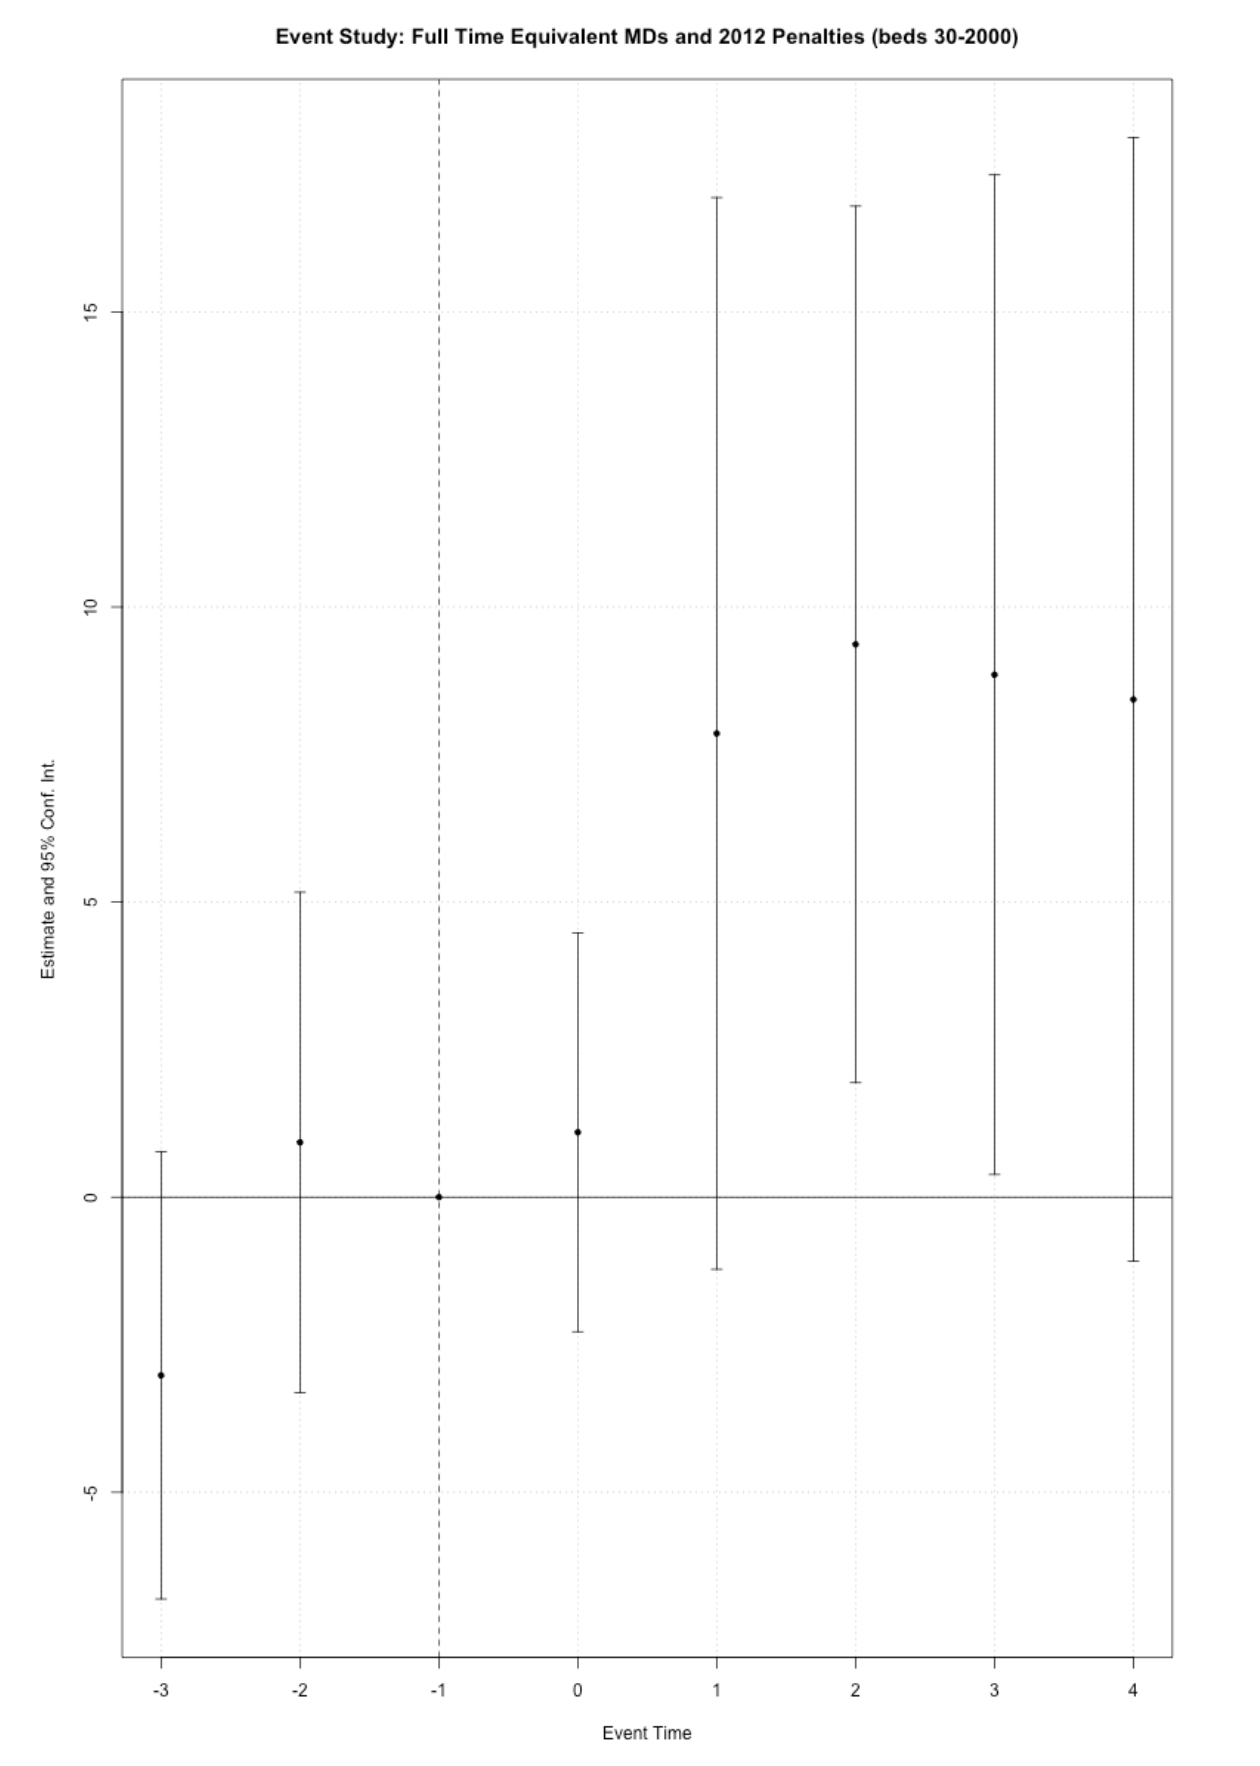 Event Study: Full Time Equivalent MDs and 2012 Penalties (beds 30-2000)
Estimate and 95% Conf. Int.
15
10
5
0
-5
-3 -2 -1 0 1 2 3 4
Event Time